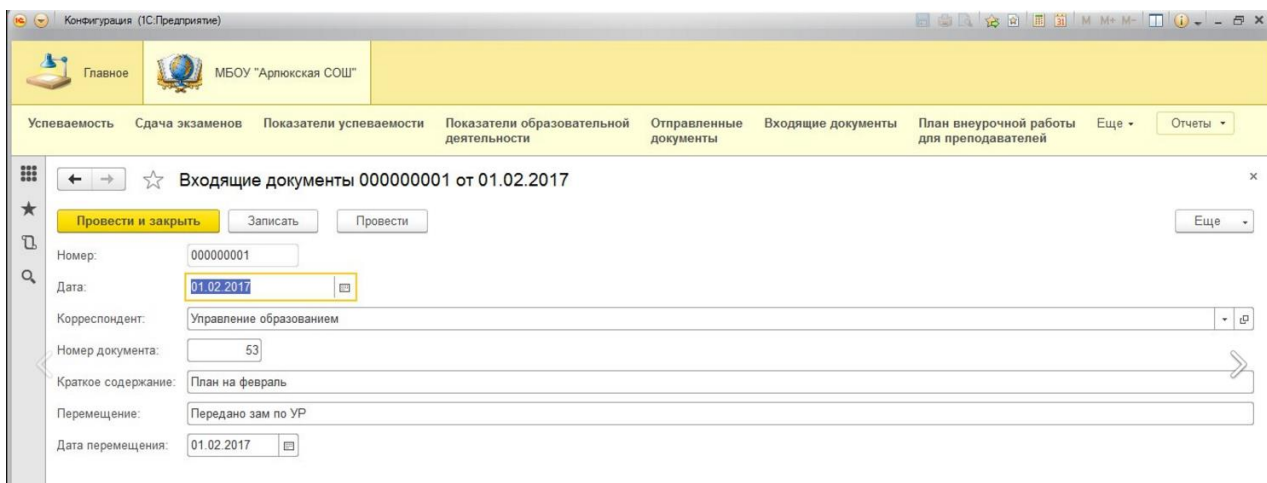 Конфигурация (1С:Предприятие)
M M+ M-
Главное
МБОУ "Арлюкская СОШ"
Успеваемость Сдача экзаменов Показатели успеваемости Показатели образовательной деятельности Отправленные документы Входящие документы План внеурочной работы для преподавателей Еще Отчеты
Входящие документы 000000001 от 01.02.2017
Провести и закрыть Записать Провести Еще
Номер: 000000001
Дата: 01.02.2017
Корреспондент: Управление образованием
Номер документа: 53
Краткое содержание: План на февраль
Перемещение: Передано зам по УР
Дата перемещения: 01.02.2017